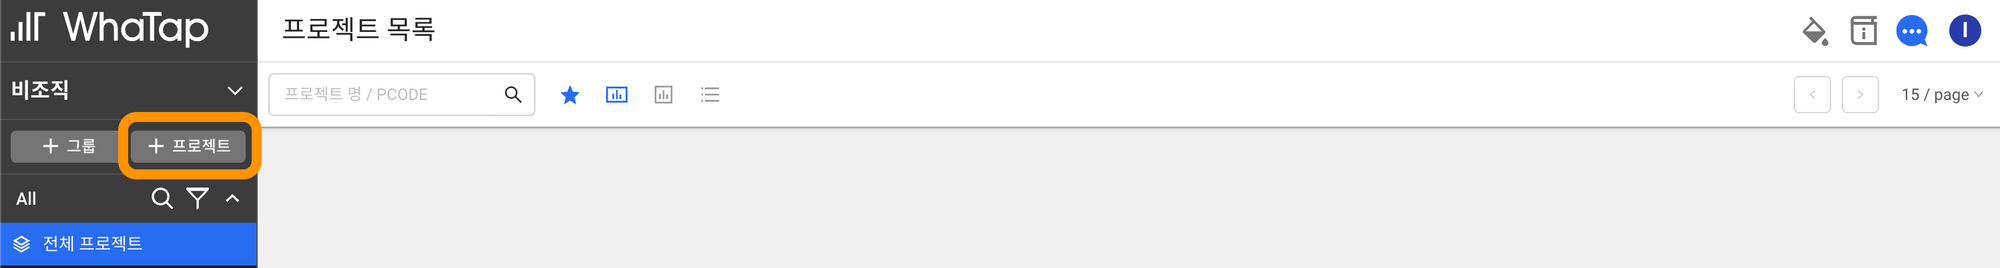 WhaTap
프로젝트 목록
I
비조직
프로젝트 명 / PCODE
15 / page
+ 그룹
+ 프로젝트
All
전체 프로젝트